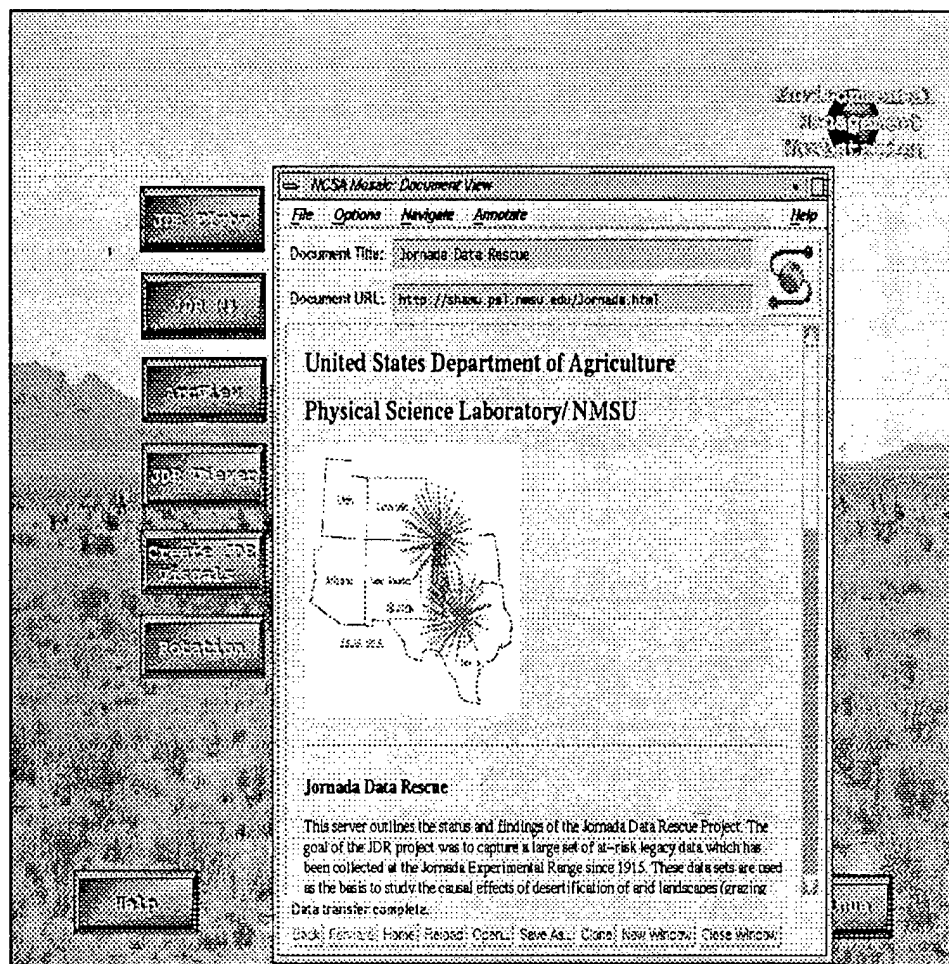 NCSA Mosaic: Document View
File Options Navigate Annotate Help
Document Title: Jornada Data Rescue
Document URL: http://shamu.psl.nmsu.edu/Jornada.html
United States Department of Agriculture
Physical Science Laboratory/ NMSU
JDR
Rotation
Jornada Data Rescue
This server outlines the status and findings of the Jornada Data Rescue Project. The
goal of the JDR project was to capture a large set of at-risk legacy data which has
been collected at the Jornada Experimental Range since 1915. These data sets are used
as the basis to study the causal effects of desertification of arid landscapes (grazing
Data transfer complete.
Help
Back Forward Home Reload Open... Save As... Clone New Window Close Window